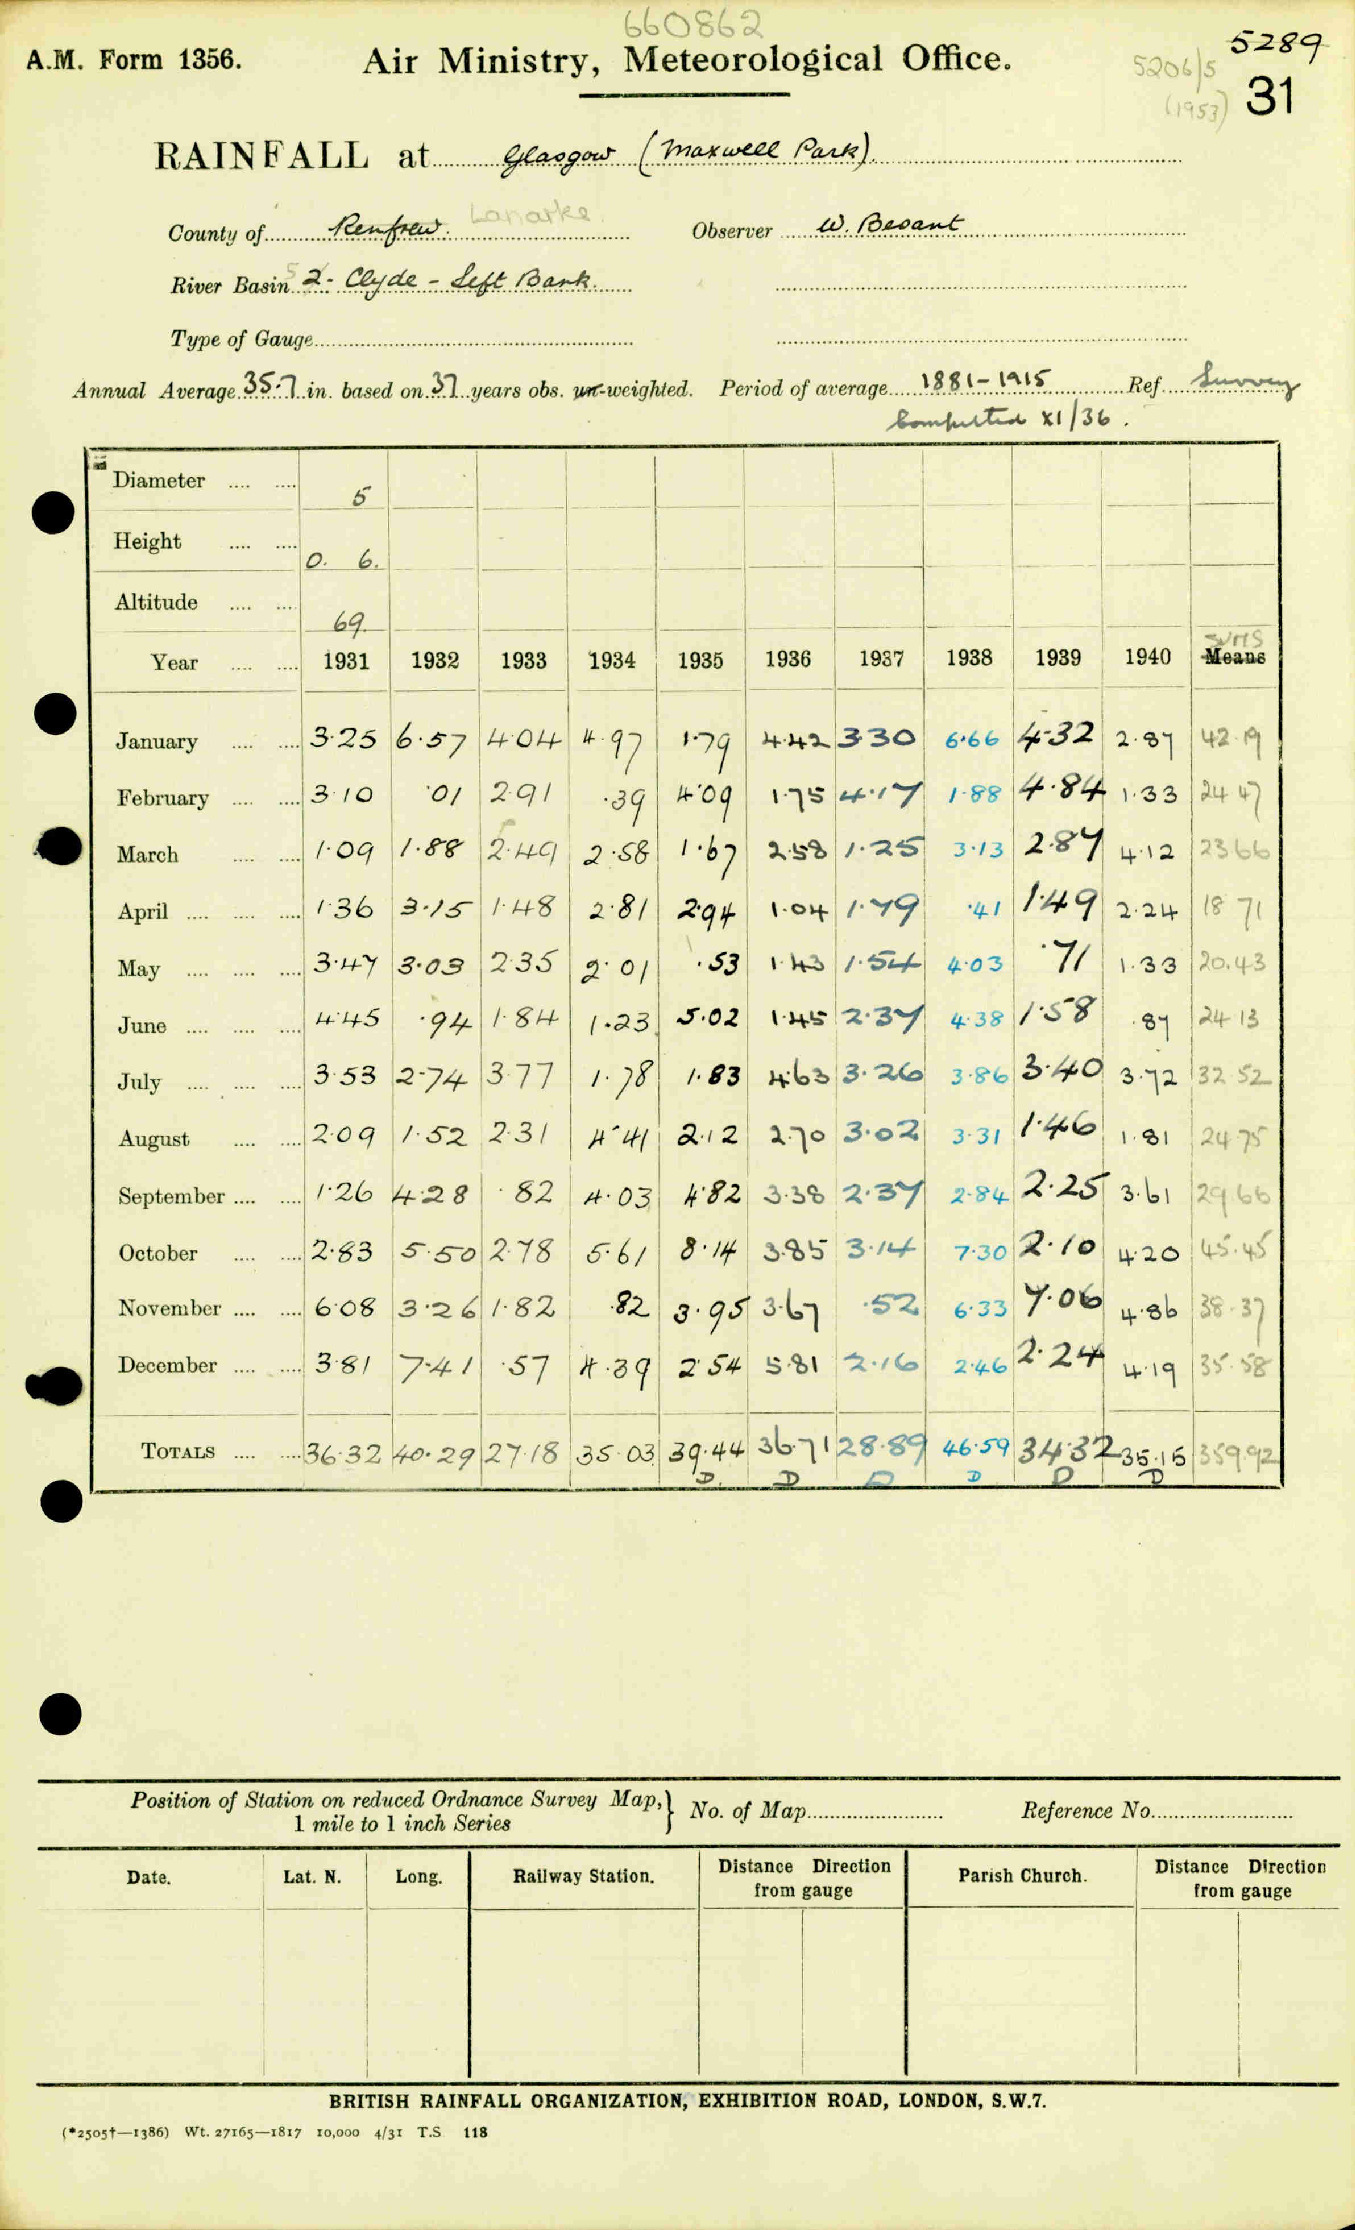 660862
A.M. Form 1356. Air Ministry, Meteorological Office. 5289
5206/5 (1953) 31
RAINFALL at Glasgow (Maxwell Park).
County of Renfrew. Lanarks. Observer W. Besant
River Basin 2 - Clyde - Left Bank.
Type of Gauge
Annual Average 35.7 in. based on 37 years obs. un-weighted. Period of average 1881-1915 Ref. Survey
Computed XI/36.
Diameter .... .... 5
Height .... .... 0. 6.
Altitude .... .... 69.
SUMS
Year .... .... 1931 1932 1933 1934 1935 1936 1937 1938 1939 1940 Means
January .... .... 3.25 6.57 4.04 4.97 1.79 4.42 3.30 6.66 4.32 2.87 42.19
February .... .... 3.10 .01 2.91 .39 4.09 1.75 4.17 1.88 4.84 1.33 24 47
March .... .... 1.09 1.88 2.49 2.58 1.67 2.58 1.25 3.13 2.87 4.12 23 66
April .... .... .... 1.36 3.15 1.48 2.81 2.94 1.04 1.79 .41 1.49 2.24 18 71
May .... .... .... 3.47 3.03 2.35 2.01 .53 1.43 1.54 4.03 .71 1.33 20.43
June .... .... .... 4.45 .94 1.84 1.23 5.02 1.45 2.37 4.38 1.58 .87 24 13
July .... .... .... 3.53 2.74 3.77 1.78 1.83 4.63 3.26 3.86 3.40 3.72 32 52
August .... .... 2.09 1.52 2.31 4.41 2.12 2.70 3.02 3.31 1.46 1.81 24 75
September .... .... 1.26 4.28 .82 4.03 4.82 3.38 2.37 2.84 2.25 3.61 29.66
October .... .... 2.83 5.50 2.78 5.61 8.14 3.85 3.14 7.30 2.10 4.20 45.45
November .... .... 6.08 3.26 1.82 .82 3.95 3.67 .52 6.33 7.06 4.86 38.37
December .... .... 3.81 7.41 .57 4.39 2.54 5.81 2.16 2.46 2.24 4.19 35.58
TOTALS .... .... 36.32 40.29 27.18 35.03 39.44 36.71 28.89 46.59 34.32 35.15 359.92
D. D D D D D
Position of Station on reduced Ordnance Survey Map, } No. of Map Reference No.
1 mile to 1 inch Series
Date. Lat. N. Long. Railway Station. Distance Direction from gauge Parish Church. Distance Direction from gauge
BRITISH RAINFALL ORGANIZATION, EXHIBITION ROAD, LONDON, S.W.7.
(*2505†—1386) Wt. 27165—1817 10,000 4/31 T.S. 118